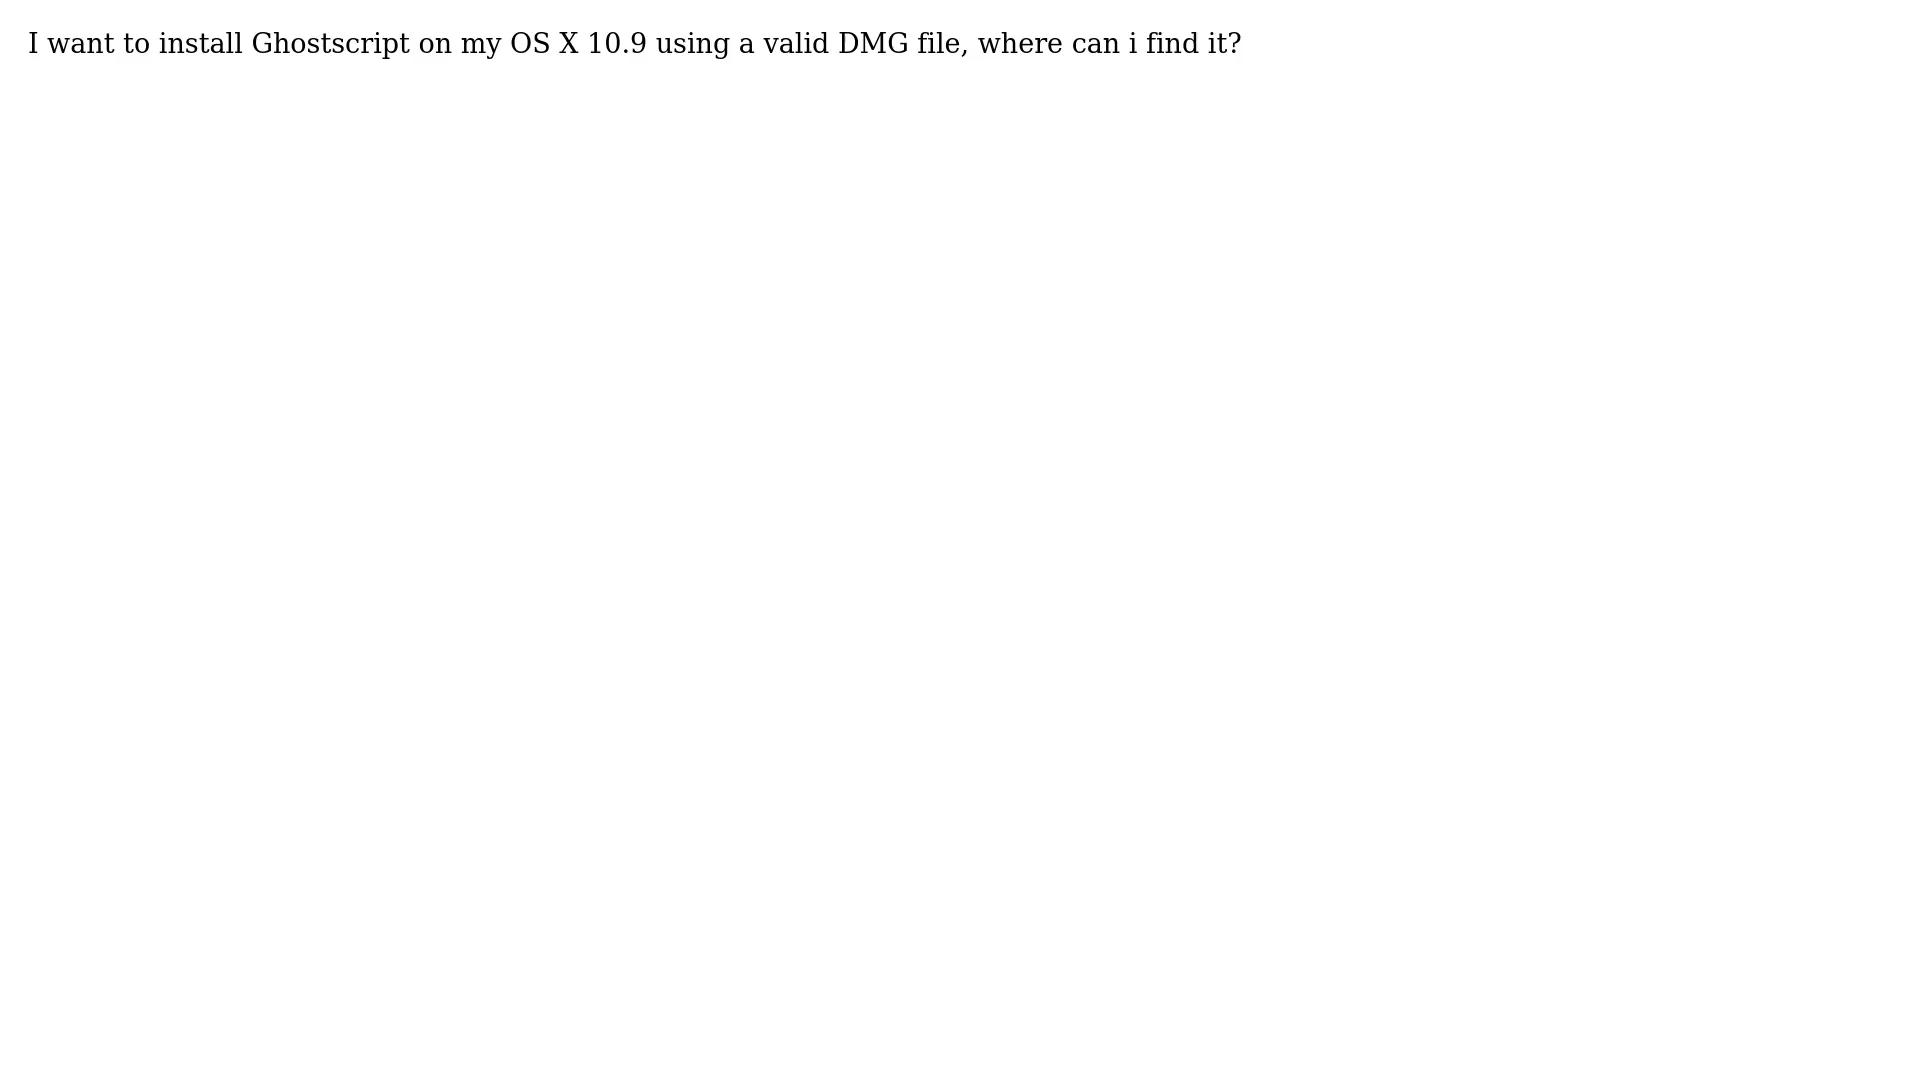 I want to install Ghostscript on my OS X 10.9 using a valid DMG file, where can i find it?